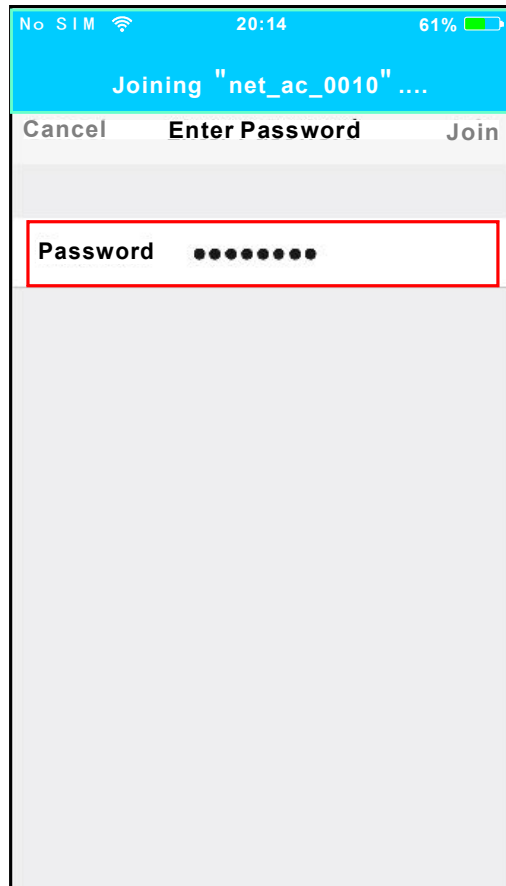 No SIM 20:14 61%
Joining "net_ac_0010"....
Cancel Enter Password Join
Password ●●●●●●●●